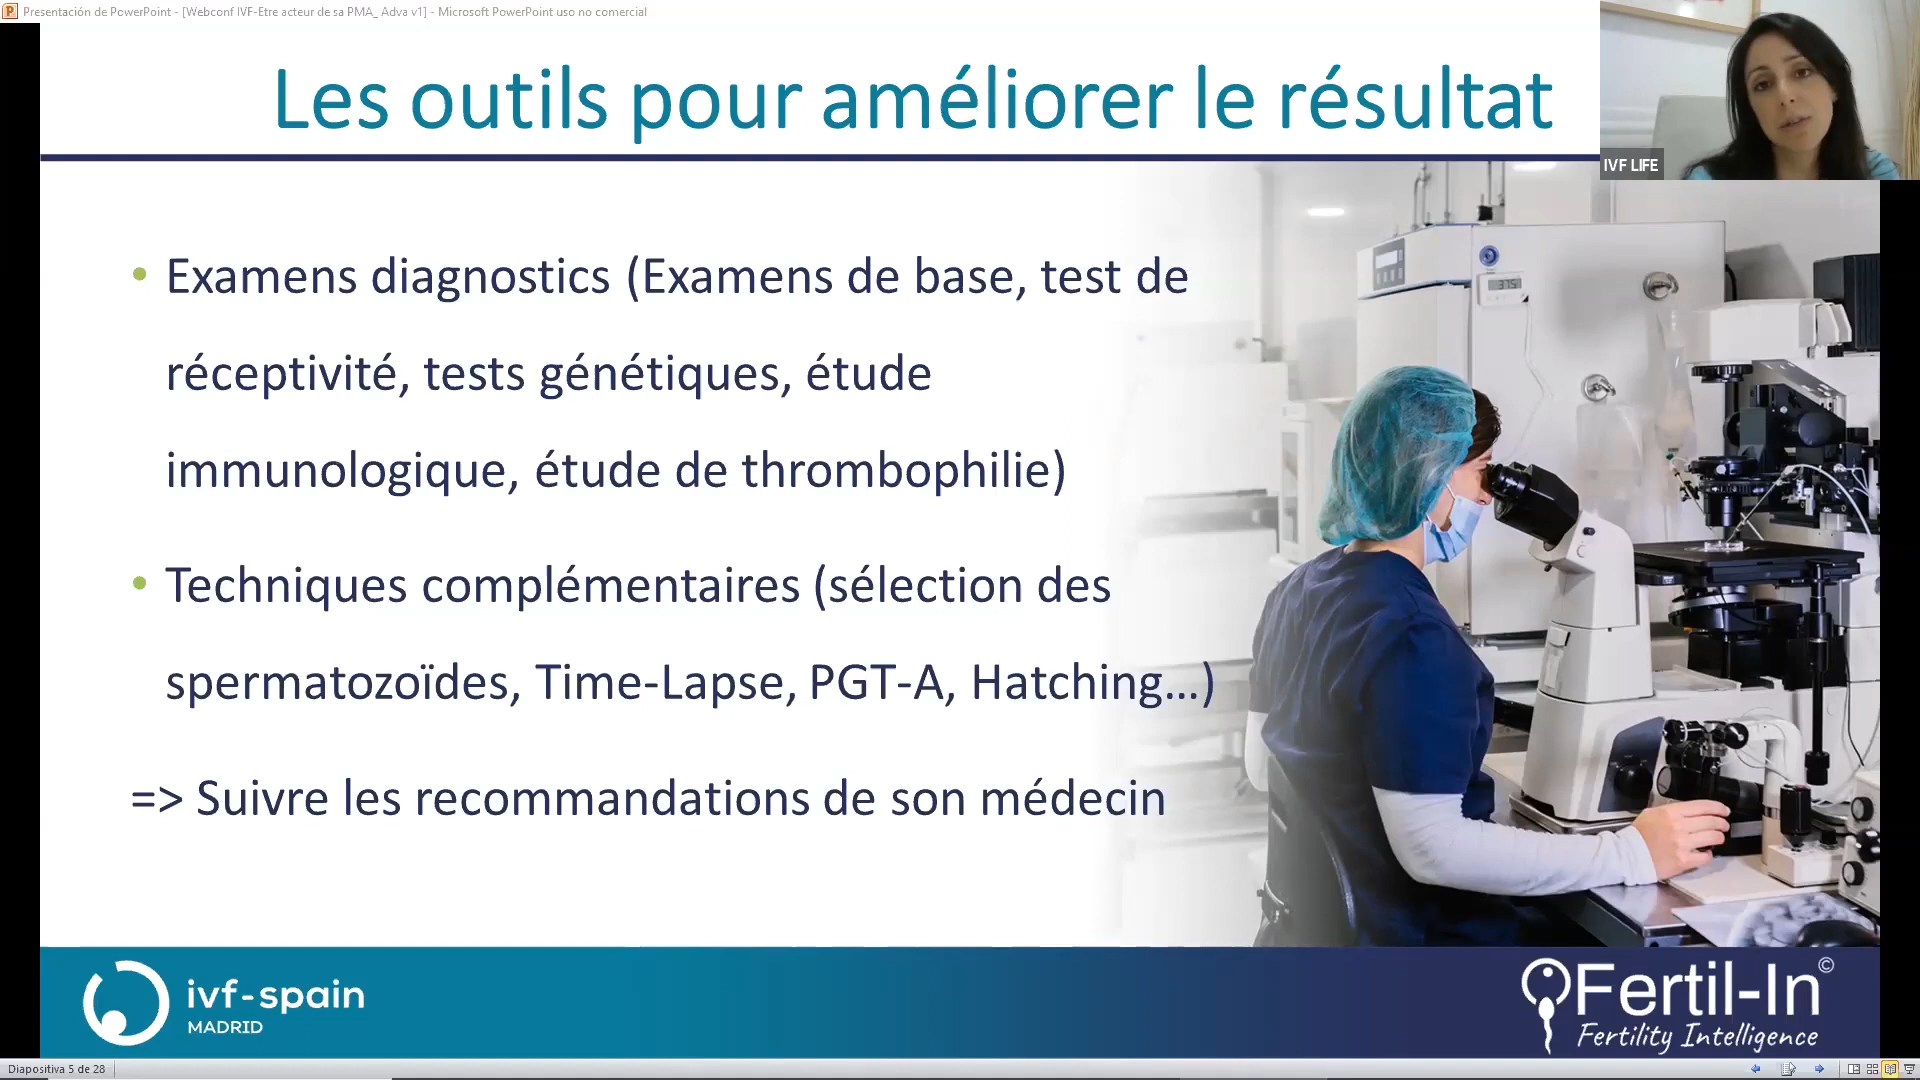 Presentación de PowerPoint - [Webconf IVF-Etre acteur de sa PMA_ Adva v1] - Microsoft PowerPoint uso no comercial
Les outils pour améliorer le résultat
IVF LIFE
• Examens diagnostics (Examens de base, test de
réceptivité, tests génétiques, étude
immunologique, étude de thrombophilie)
• Techniques complémentaires (sélection des
spermatozoïdes, Time-Lapse, PGT-A, Hatching...)
=> Suivre les recommandations de son médecin
ivf-spain
MADRID
Fertil-In©
Fertility Intelligence
Diapositiva 5 de 28